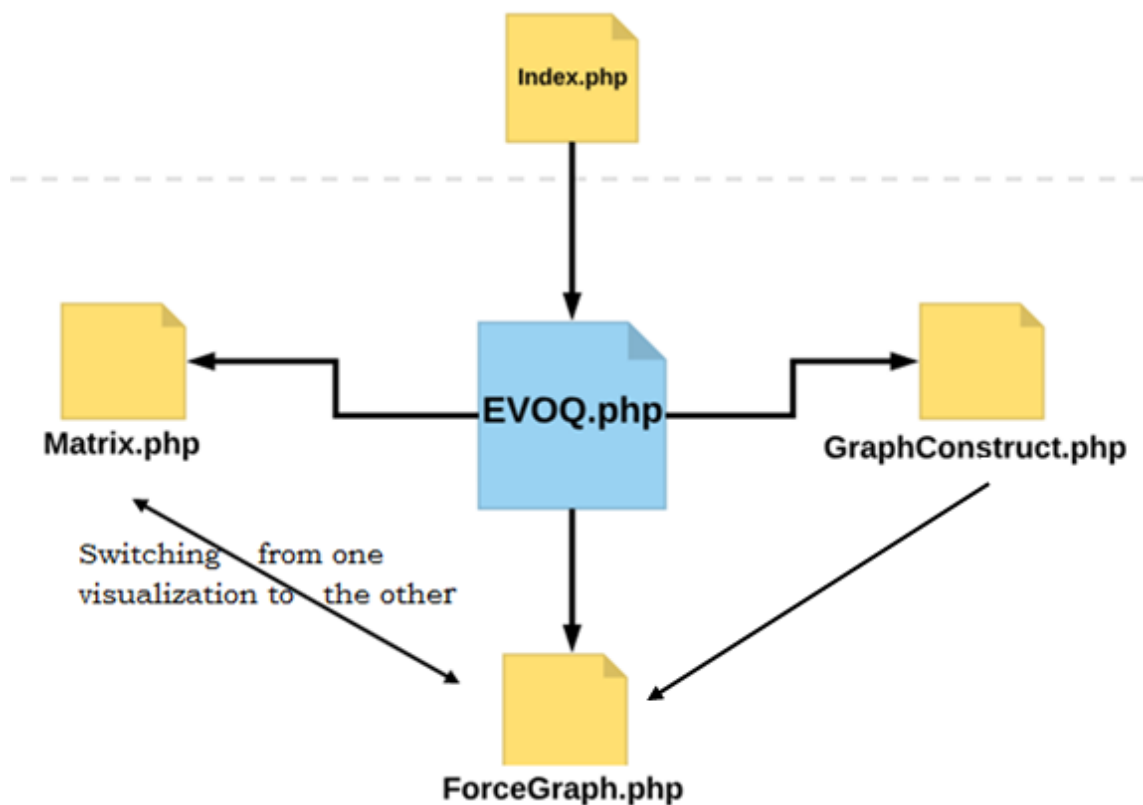 Index.php
EVOQ.php
Matrix.php
GraphConstruct.php
Switching from one
visualization to the other
ForceGraph.php